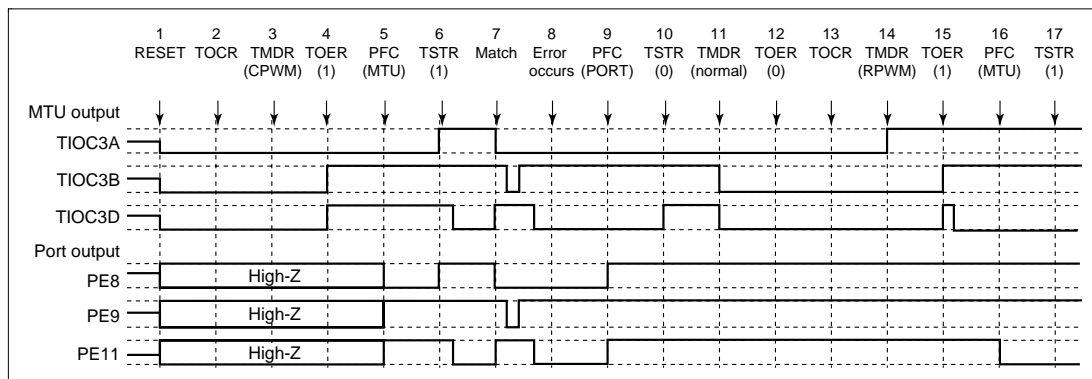 1 2 3 4 5 6 7 8 9 10 11 12 13 14 15 16 17
RESET TOCR TMDR TOER PFC TSTR Match Error PFC TSTR TMDR TOER TOCR TMDR TOER PFC TSTR
(CPWM) (1) (MTU) (1) occurs (PORT) (0) (normal) (0) (RPWM) (1) (MTU) (1)
MTU output
TIOC3A
TIOC3B
TIOC3D
Port output
PE8 High-Z
PE9 High-Z
PE11 High-Z